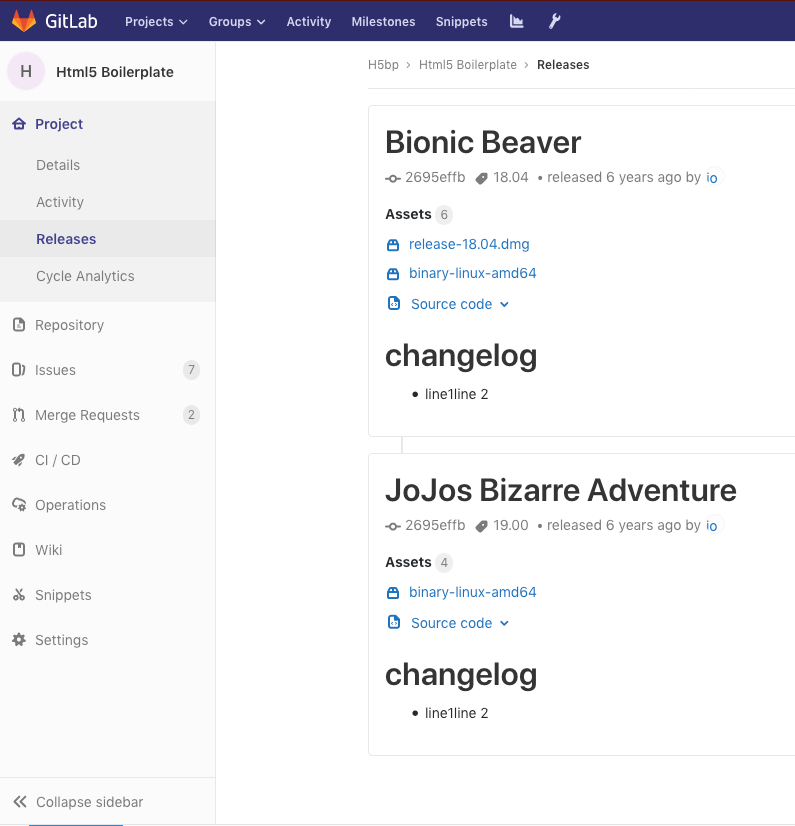 GitLab Projects Groups Activity Milestones Snippets
H Html5 Boilerplate
Project
Details
Activity
Releases
Cycle Analytics
Repository
Issues 7
Merge Requests 2
CI / CD
Operations
Wiki
Snippets
Settings
Collapse sidebar
H5bp › Html5 Boilerplate › Releases
Bionic Beaver
2695effb 18.04 • released 6 years ago by io
Assets 6
release-18.04.dmg
binary-linux-amd64
Source code
changelog
• line1line 2
JoJos Bizarre Adventure
2695effb 19.00 • released 6 years ago by io
Assets 4
binary-linux-amd64
Source code
changelog
• line1line 2